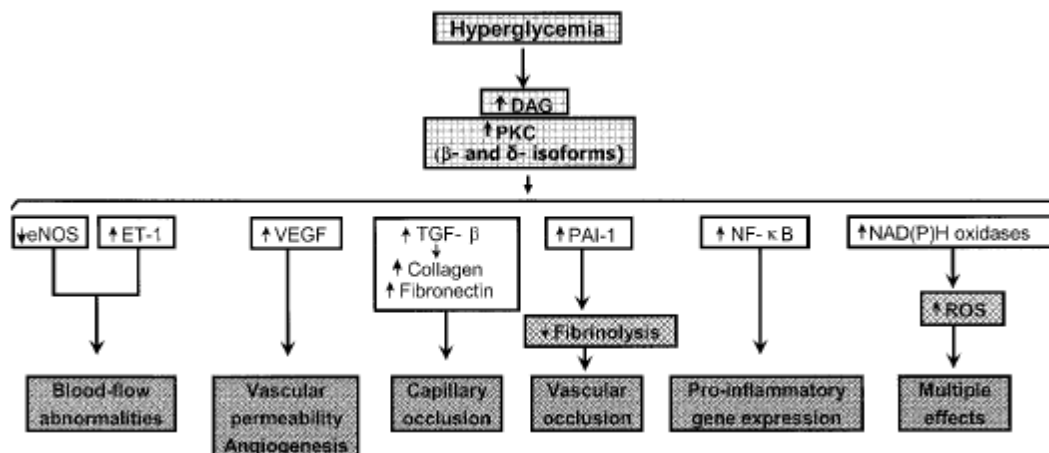 Hyperglycemia
↑ DAG
↑ PKC
(β- and δ- isoforms)
↓eNOS
↑ET-1
↑VEGF
↑ TGF- β
↓
↑ Collagen
↑ Fibronectin
↑PAI-1
↑ NF- κB
↑NAD(P)H oxidases
↓Fibrinolysis
↑ROS
Blood-flow
abnormalities
Vascular
permeability
Angiogenesis
Capillary
occlusion
Vascular
occlusion
Pro-inflammatory
gene expression
Multiple
effects